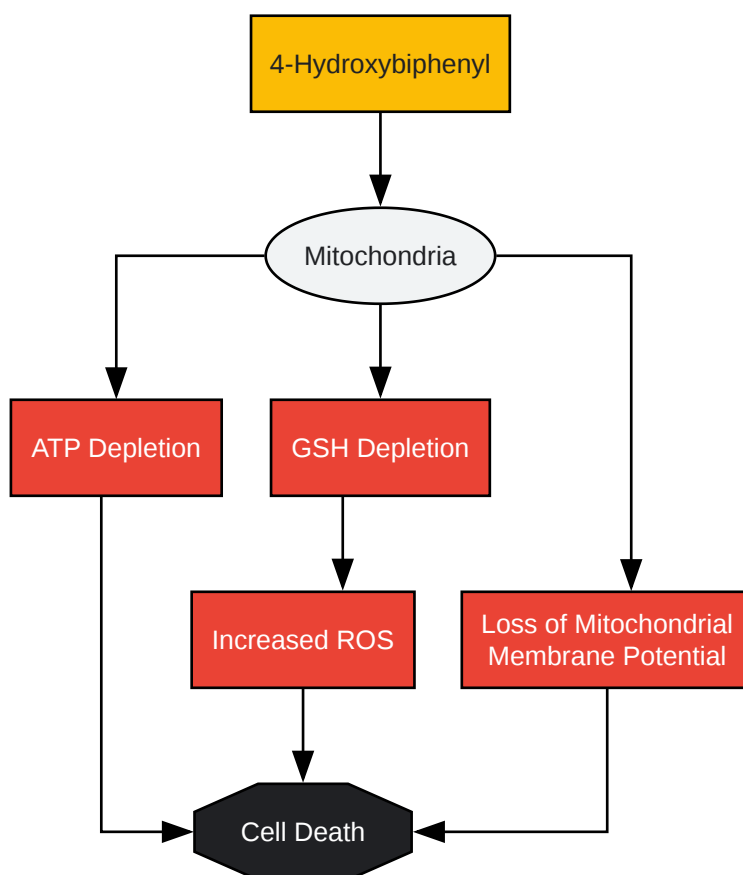 4-Hydroxybiphenyl
Mitochondria
ATP Depletion
GSH Depletion
Increased ROS
Loss of Mitochondrial
Membrane Potential
Cell Death